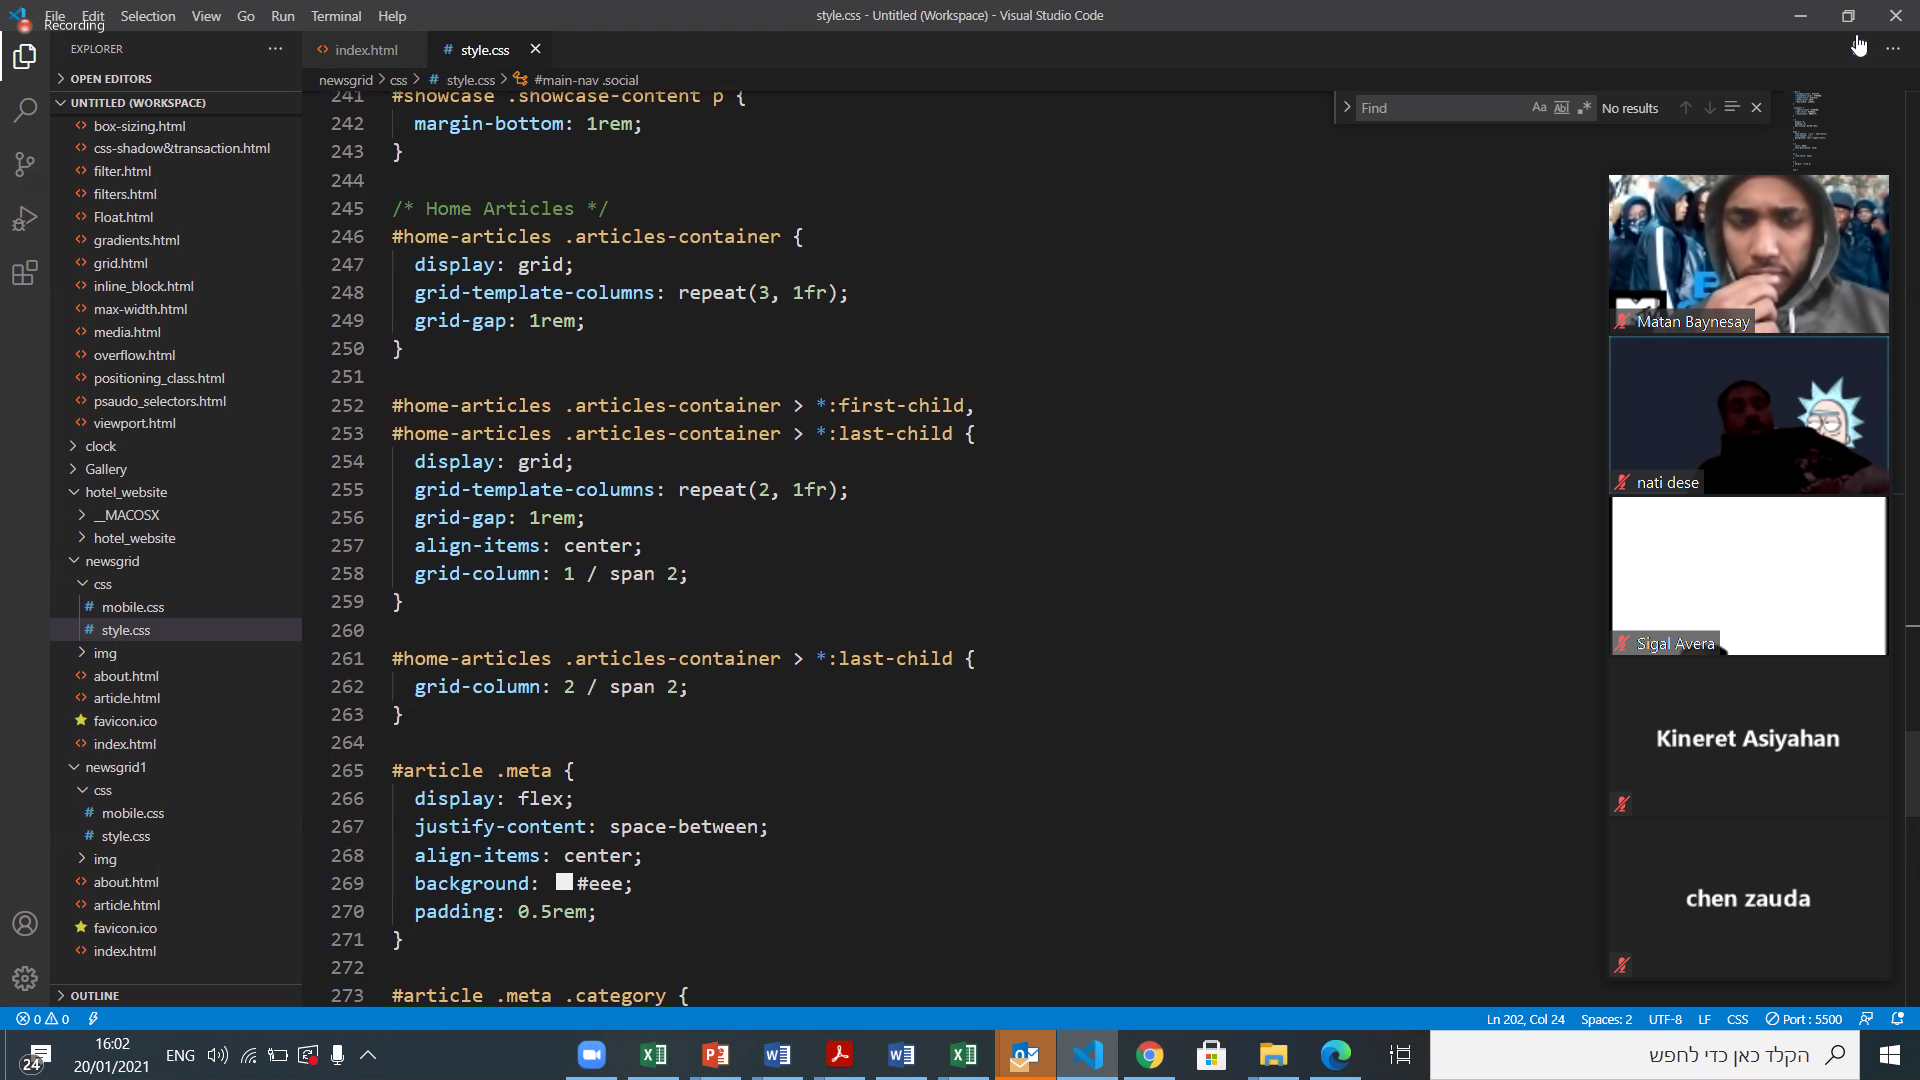 File Edit Selection View Go Run Terminal Help
style.css - Untitled (Workspace) - Visual Studio Code
Recording
EXPLORER
OPEN EDITORS
UNTITLED (WORKSPACE)
box-sizing.html
css-shadow&transaction.html
filter.html
filters.html
Float.html
gradients.html
grid.html
inline_block.html
max-width.html
media.html
overflow.html
positioning_class.html
psaudo_selectors.html
viewport.html
clock
Gallery
hotel_website
__MACOSX
hotel_website
newsgrid
css
# mobile.css
# style.css
img
about.html
article.html
favicon.ico
index.html
newsgrid1
css
# mobile.css
# style.css
img
about.html
article.html
favicon.ico
index.html
OUTLINE
index.html
# style.css
newsgrid > css > # style.css > #main-nav .social
Find Aa Abl .* No results
241 #showcase .showcase-content p {
242 margin-bottom: 1rem;
243 }
244
245 /* Home Articles */
246 #home-articles .articles-container {
247 display: grid;
248 grid-template-columns: repeat(3, 1fr);
249 grid-gap: 1rem;
250 }
251
252 #home-articles .articles-container > *:first-child,
253 #home-articles .articles-container > *:last-child {
254 display: grid;
255 grid-template-columns: repeat(2, 1fr);
256 grid-gap: 1rem;
257 align-items: center;
258 grid-column: 1 / span 2;
259 }
260
261 #home-articles .articles-container > *:last-child {
262 grid-column: 2 / span 2;
263 }
264
265 #article .meta {
266 display: flex;
267 justify-content: space-between;
268 align-items: center;
269 background: #eee;
270 padding: 0.5rem;
271 }
272
273 #article .meta .category {
Matan Baynesay
nati dese
Sigal Avera
Kineret Asiyahan
chen zauda
0 0
Ln 202, Col 24 Spaces: 2 UTF-8 LF CSS Port : 5500
24
16:02
20/01/2021
ENG
הקלד כאן כדי לחפש